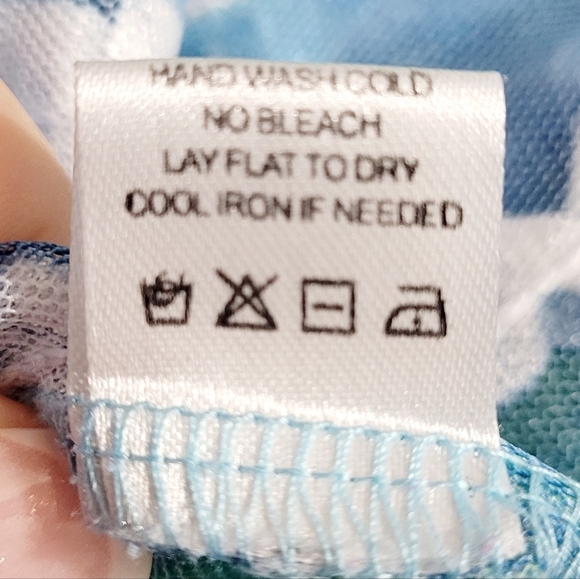 HAND WASH COLD
NO BLEACH
LAY FLAT TO DRY
COOL IRON IF NEEDED